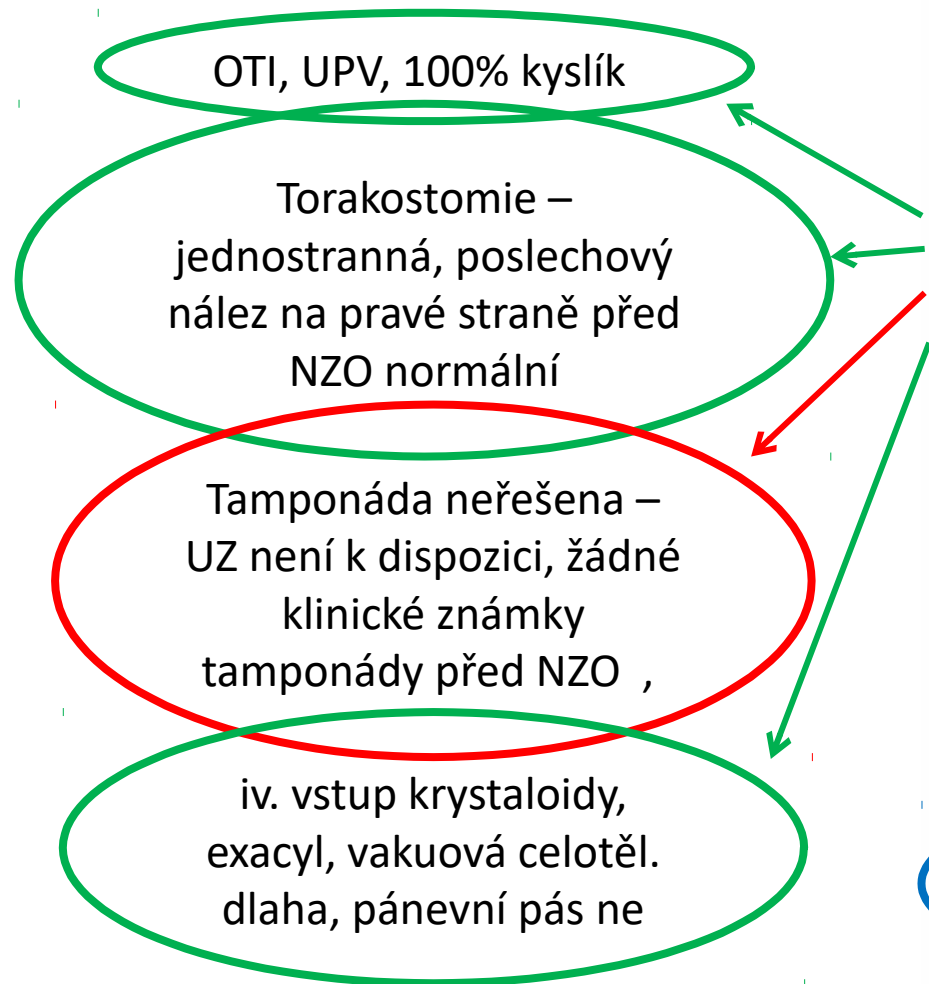 OTI, UPV, 100% kyslík
Torakostomie –
jednostranná, poslechový
nález na pravé straně před
NZO normální
Tamponáda neřešena –
UZ není k dispozici, žádné
klinické známky
tamponády před NZO ,
iv. vstup krystaloidy,
exacyl, vakuová celotěl.
dlaha, pánevní pás ne